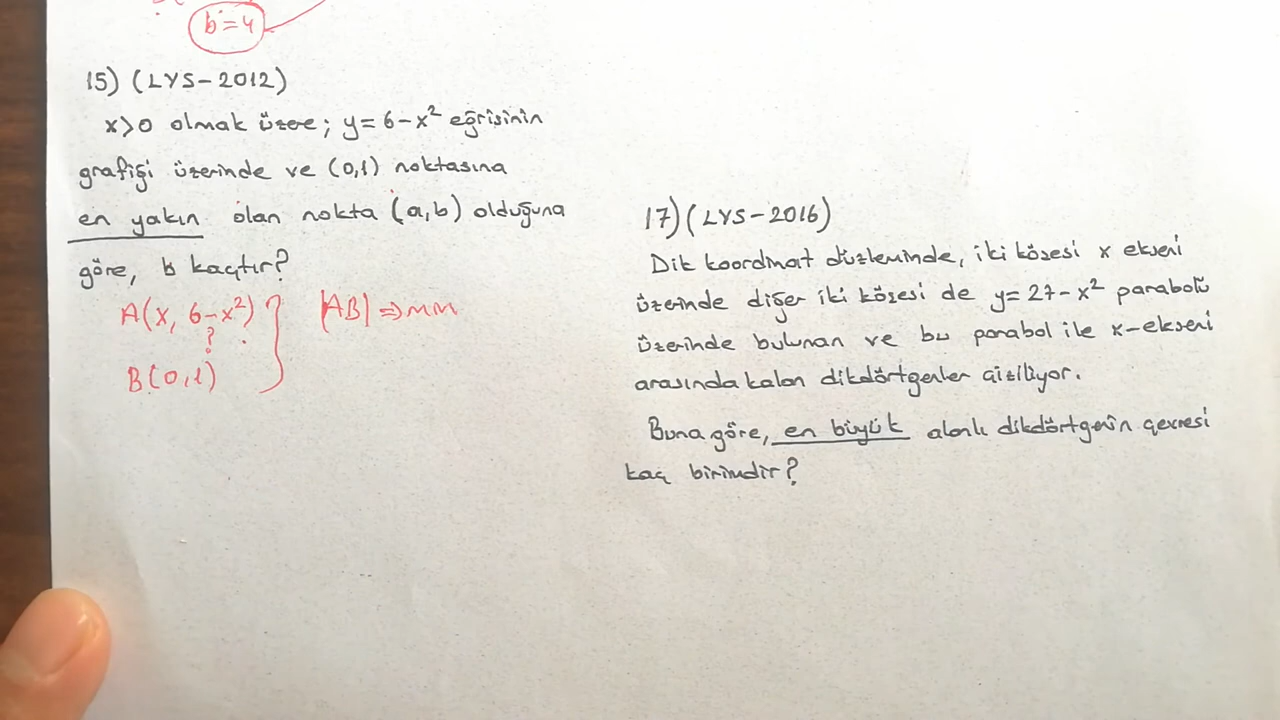 b=4
15) (LYS-2012)
x>0 olmak üzere; y=6-x² eğrisinin
grafiği üzerinde ve (0,1) noktasına
en yakın olan nokta (a,b) olduğuna
göre, b kaçtır?
A(x, 6-x²) |AB| => min
?
B(0,1)
17) (LYS-2016)
Dik koordinat düzleminde, iki köşesi x ekseni
üzerinde diğer iki köşesi de y=27-x² parabolü
üzerinde bulunan ve bu parabol ile x-ekseni
arasında kalan dikdörtgenler çiziliyor.
Buna göre, en büyük alanlı dikdörtgenin çevresi
kaç birimdir?